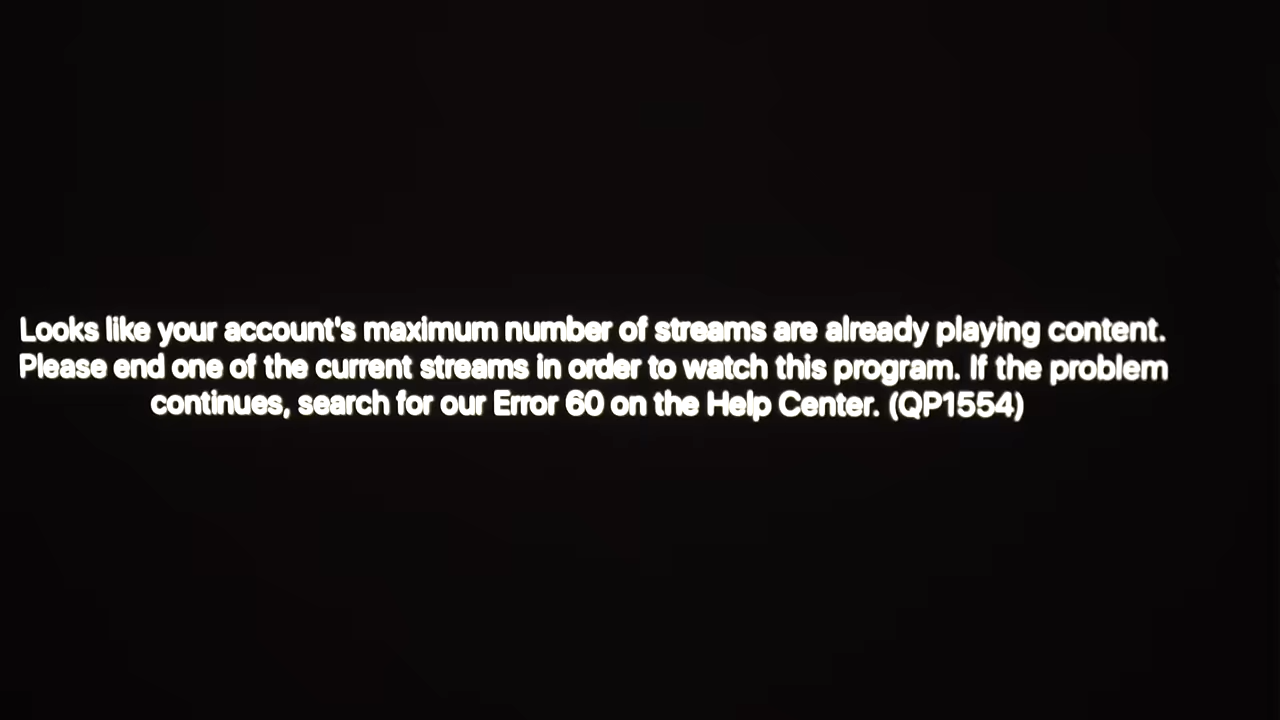 Looks like your account's maximum number of streams are already playing content.
Please end one of the current streams in order to watch this program. If the problem
continues, search for our Error 60 on the Help Center. (QP1554)